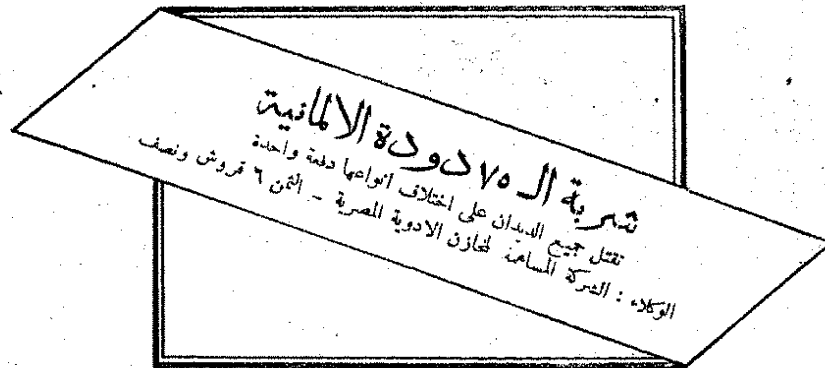 شربة الـ ٧٥ دودة الالمانية
تقتل جميع الديدان على اختلاف انواعها دفعة واحدة
الوكلاء : الشركة المساهمة لمخازن الادوية المصرية - الثمن ٦ قروش ونصف